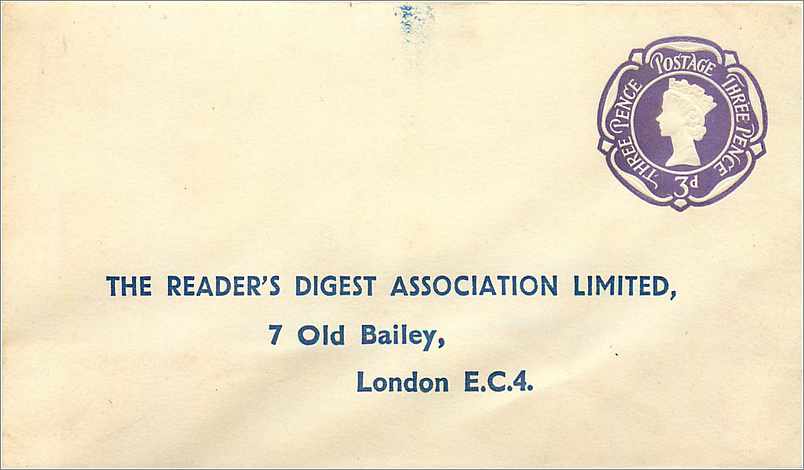 POSTAGE
THREE PENCE
THREE PENCE
3d
THE READER'S DIGEST ASSOCIATION LIMITED,
7 Old Bailey,
London E.C.4.